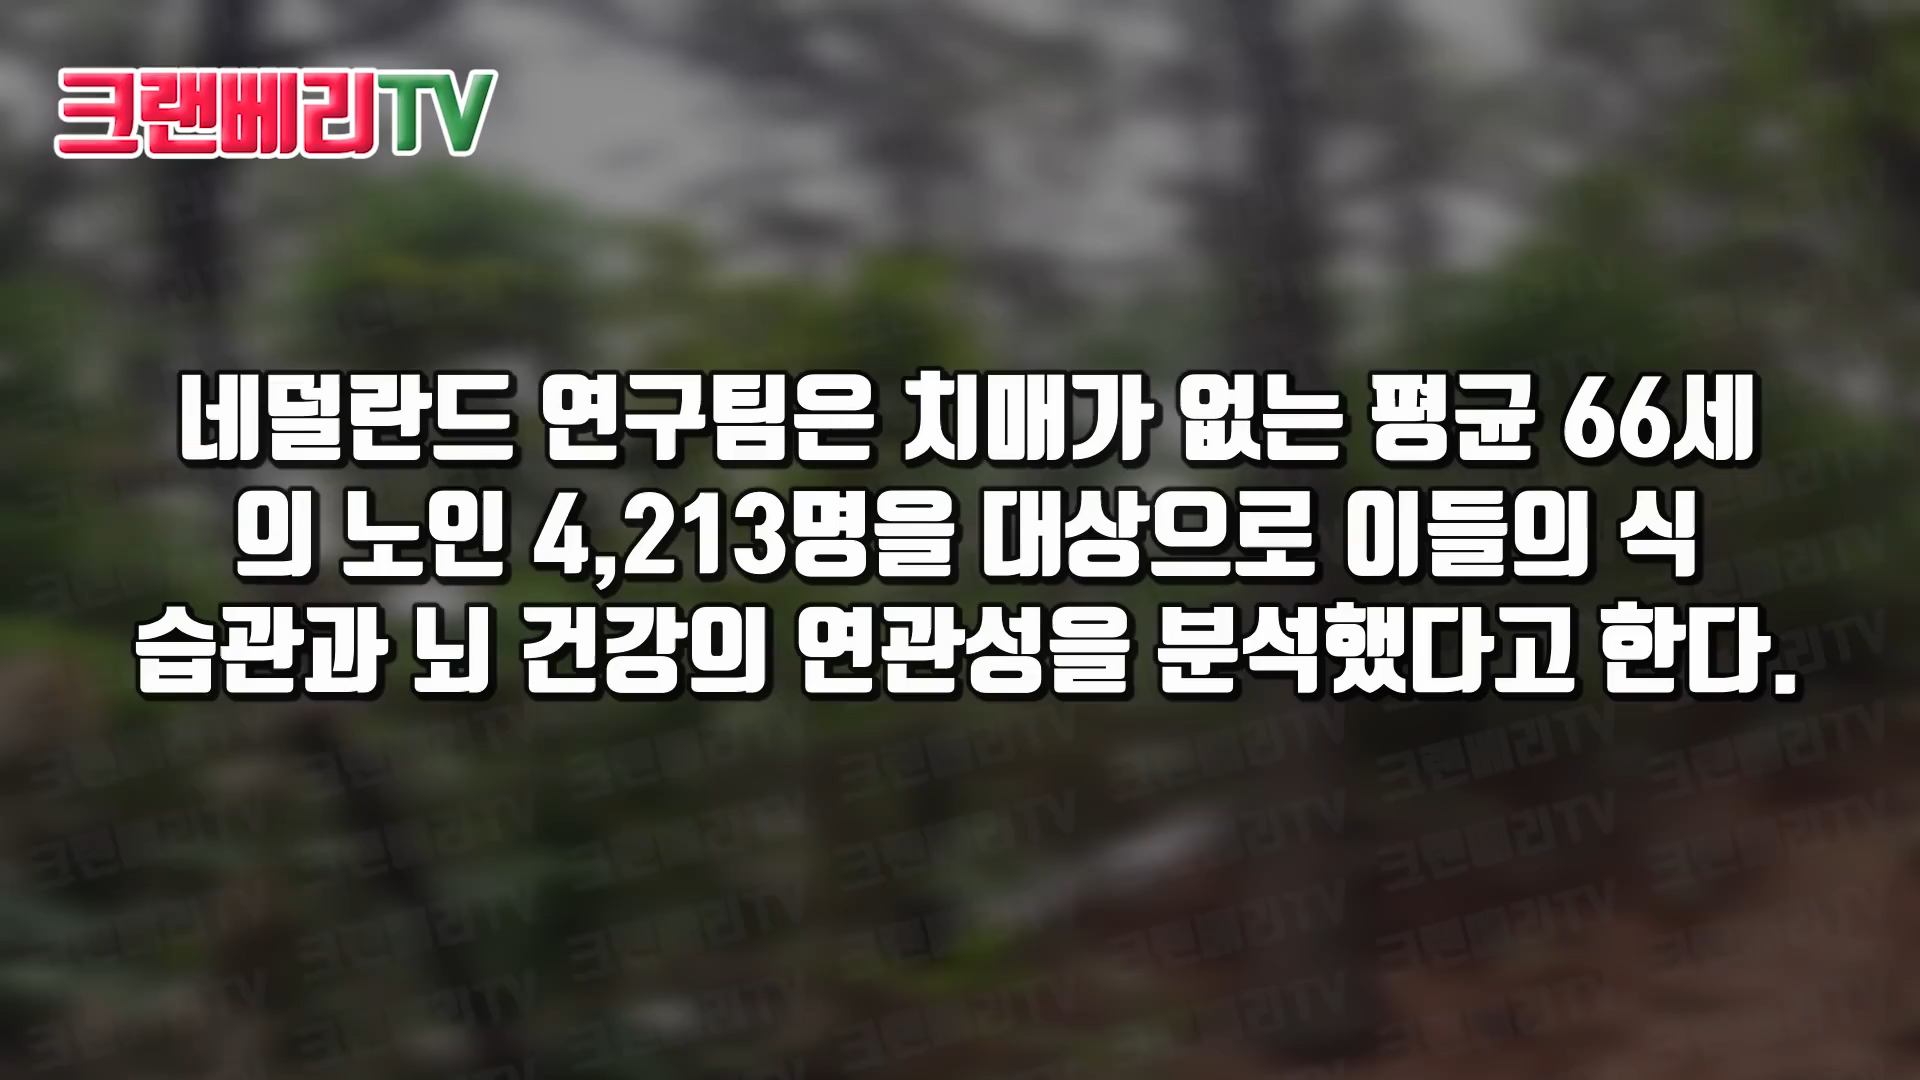 크랜베리TV
네덜란드 연구팀은 치매가 없는 평균 66세
의 노인 4,213명을 대상으로 이들의 식
습관과 뇌 건강의 연관성을 분석했다고 한다.